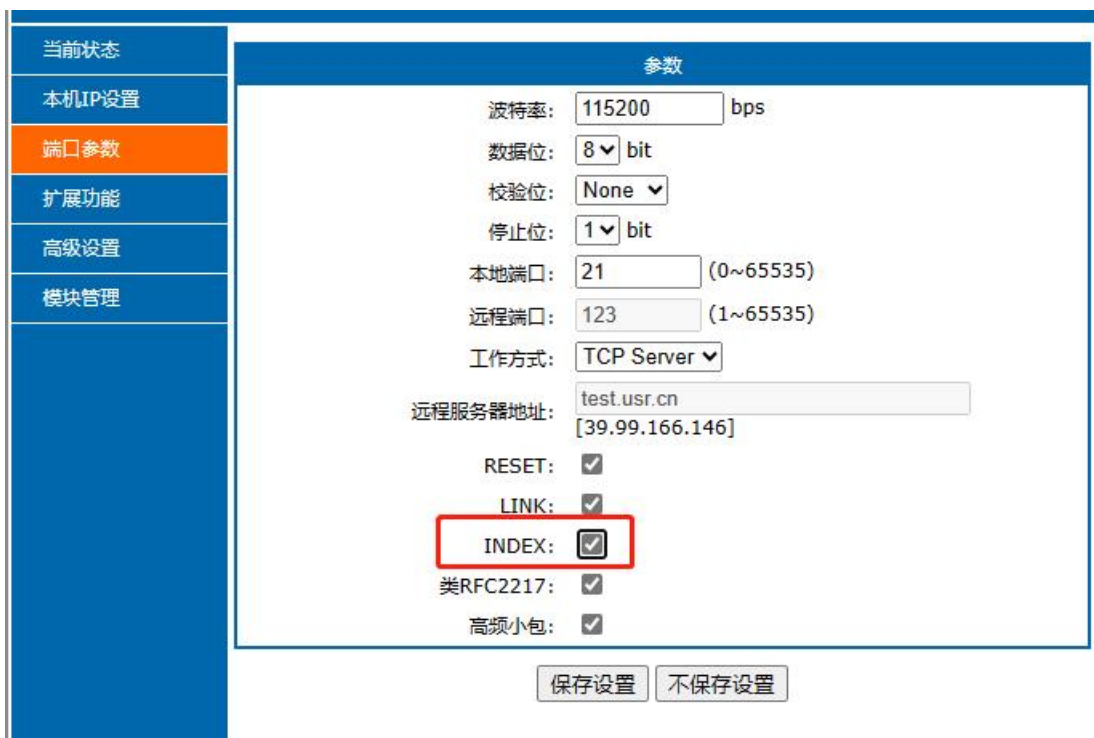 当前状态
本机IP设置
端口参数
扩展功能
高级设置
模块管理
参数
波特率: 115200 bps
数据位: 8 bit
校验位: None
停止位: 1 bit
本地端口: 21 (0~65535)
远程端口: 123 (1~65535)
工作方式: TCP Server
远程服务器地址: test.usr.cn
[39.99.166.146]
RESET:
LINK:
INDEX:
类RFC2217:
高频小包:
保存设置 不保存设置